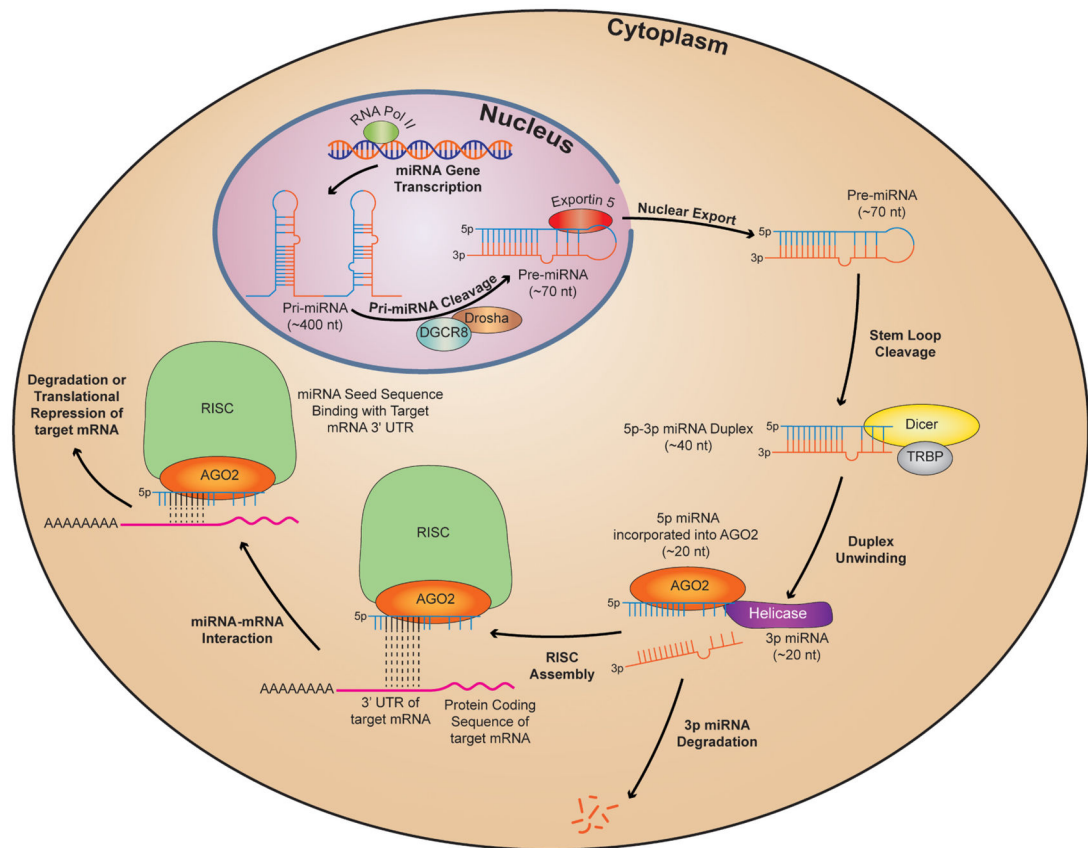 Cytoplasm
Nucleus
RNA Pol II
miRNA Gene
Transcription
Pri-miRNA
(~400 nt)
Pri-miRNA Cleavage
DGCR8
Drosha
Exportin 5
5p
3p
Pre-miRNA
(~70 nt)
Nuclear Export
Pre-miRNA
(~70 nt)
5p
3p
Stem Loop
Cleavage
5p-3p miRNA Duplex
(~40 nt)
5p
3p
Dicer
TRBP
Duplex
Unwinding
5p miRNA
incorporated into AGO2
(~20 nt)
AGO2
5p
Helicase
3p miRNA
(~20 nt)
3p
3p miRNA
Degradation
RISC
Assembly
RISC
AGO2
5p
AAAAAAAA
3' UTR of
target mRNA
Protein Coding
Sequence of
target mRNA
miRNA-mRNA
Interaction
miRNA Seed Sequence
Binding with Target
mRNA 3' UTR
RISC
AGO2
5p
AAAAAAAA
Degradation or
Translational
Repression of
target mRNA